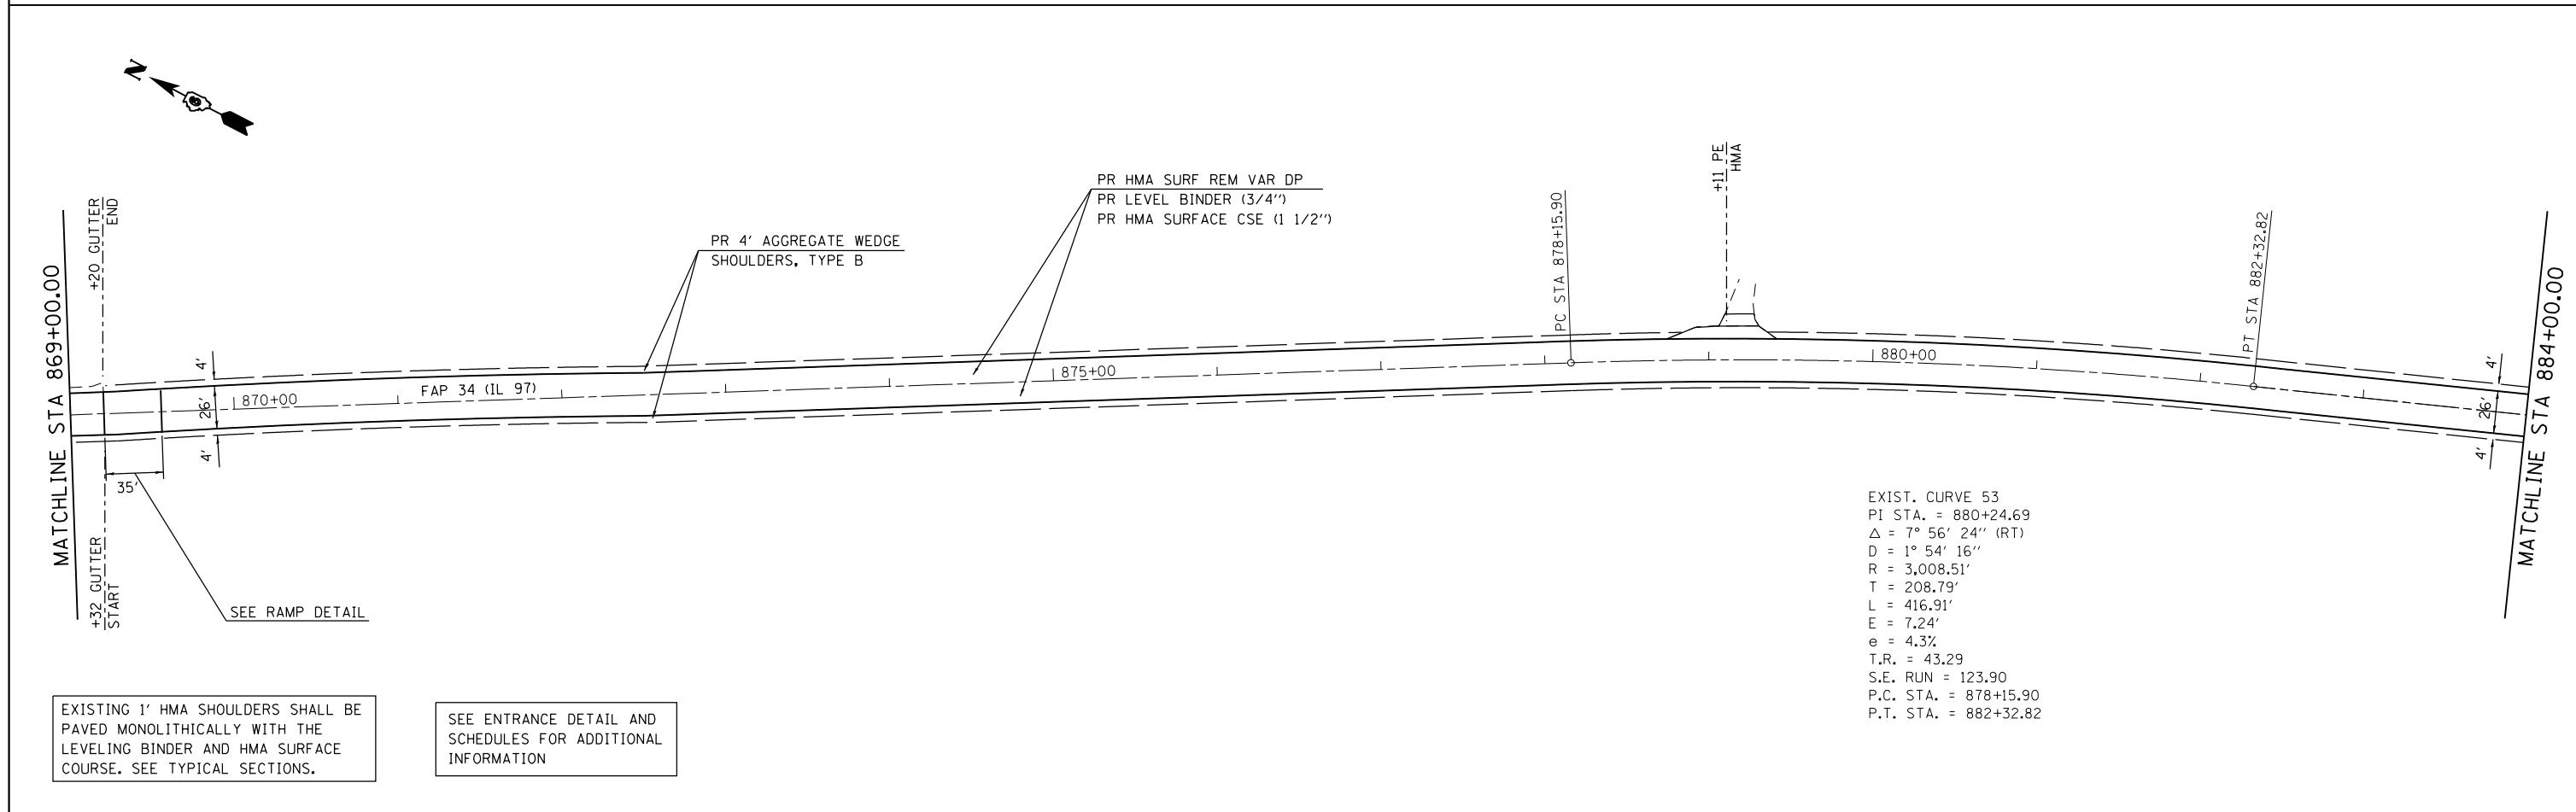 N
MATCHLINE STA 869+00.00
+20 GUTTER
END
+32 GUTTER
START
4'
26'
4'
35'
SEE RAMP DETAIL
870+00
FAP 34 (IL 97)
PR 4' AGGREGATE WEDGE
SHOULDERS, TYPE B
PR HMA SURF REM VAR DP
PR LEVEL BINDER (3/4'')
PR HMA SURFACE CSE (1 1/2'')
875+00
PC STA 878+15.90
+11 PE
HMA
880+00
PT STA 882+32.82
4'
26'
4'
MATCHLINE STA 884+00.00
EXIST. CURVE 53
PI STA. = 880+24.69
△ = 7° 56' 24'' (RT)
D = 1° 54' 16''
R = 3,008.51'
T = 208.79'
L = 416.91'
E = 7.24'
e = 4.3%
T.R. = 43.29
S.E. RUN = 123.90
P.C. STA. = 878+15.90
P.T. STA. = 882+32.82
EXISTING 1' HMA SHOULDERS SHALL BE
PAVED MONOLITHICALLY WITH THE
LEVELING BINDER AND HMA SURFACE
COURSE. SEE TYPICAL SECTIONS.
SEE ENTRANCE DETAIL AND
SCHEDULES FOR ADDITIONAL
INFORMATION